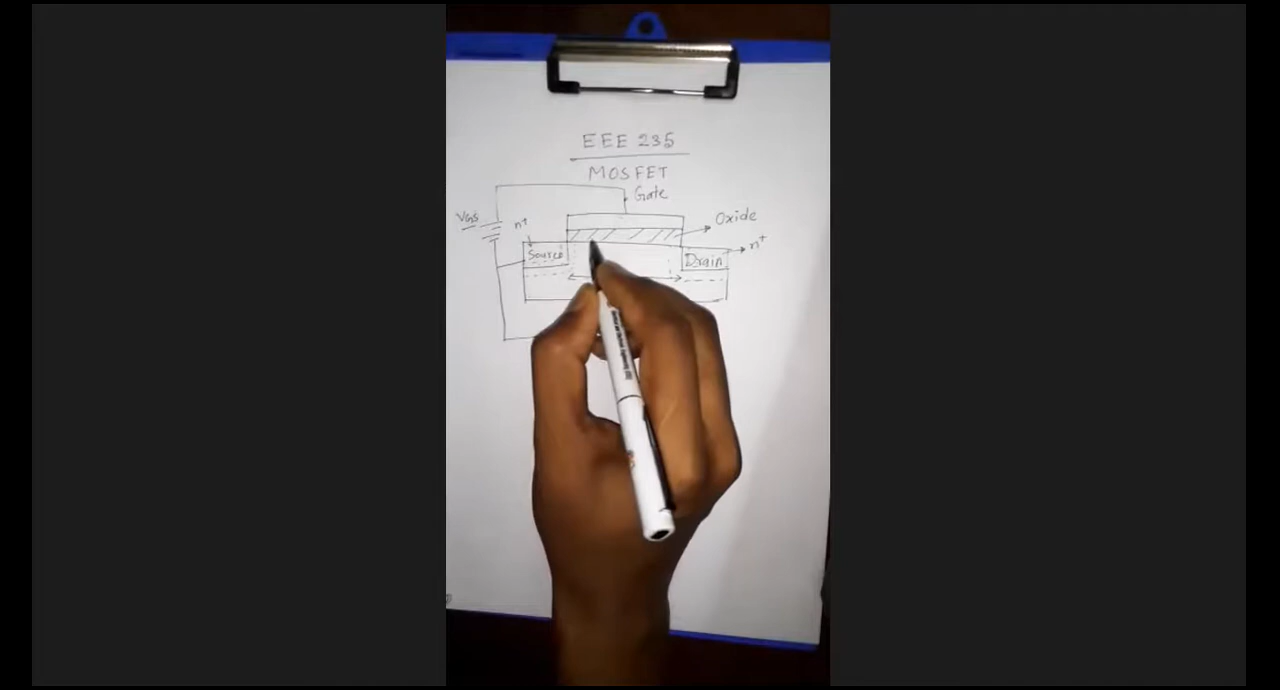 EEE 235
MOSFET
Gate
VGS
n+
Oxide
n+
Source
Drain